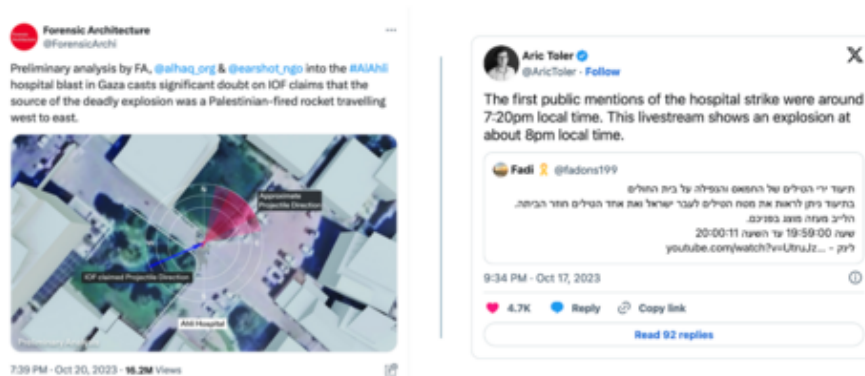 Forensic Architecture
@ForensicArchi
Preliminary analysis by FA, @alhaq_org & @earshot_ngo into the #AlAhli
hospital blast in Gaza casts significant doubt on IOF claims that the
source of the deadly explosion was a Palestinian-fired rocket travelling
west to east.
N
Approximate
Projectile Direction
IOF claimed Projectile Direction
Ahli Hospital
Preliminary Analysis
7:39 PM · Oct 20, 2023 · 16.2M Views
Aric Toler
@AricToler · Follow
X
The first public mentions of the hospital strike were around
7:20pm local time. This livestream shows an explosion at
about 8pm local time.
Fadi 🎗 @fadons199
תיעוד ירי הטילים של החמאס והנפילה על בית החולים
בתיעוד ניתן לראות את מטח הטילים לעבר ישראל ואת אחד הטילים חוזר הביתה.
הלייב מעזה מוצג בפניכם.
שעה 19:59:00 עד השעה 20:00:11
לינק - youtube.com/watch?v=UtruJz...
9:34 PM · Oct 17, 2023
4.7K Reply Copy link
Read 92 replies